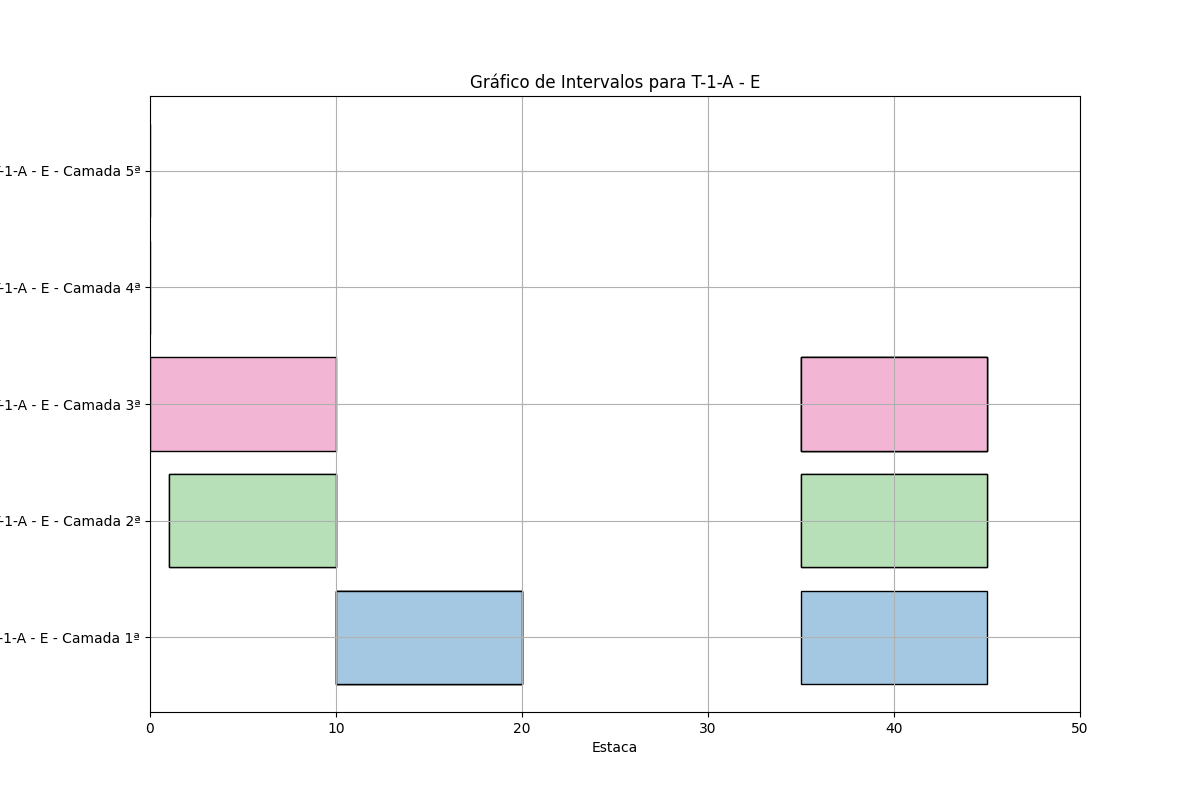 Gráfico de Intervalos para T-1-A - E
-1-A - E - Camada 5ª
-1-A - E - Camada 4ª
-1-A - E - Camada 3ª
-1-A - E - Camada 2ª
-1-A - E - Camada 1ª
0 10 20 30 40 50
Estaca